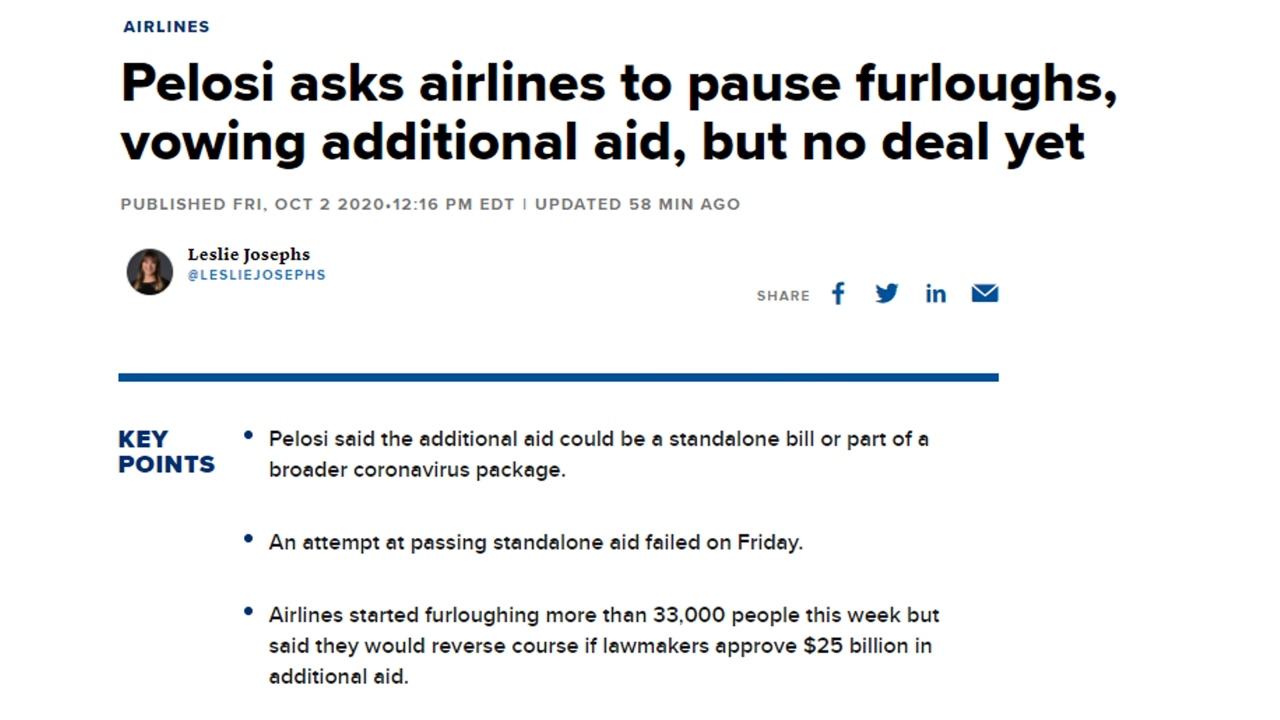 AIRLINES
Pelosi asks airlines to pause furloughs,
vowing additional aid, but no deal yet
PUBLISHED FRI, OCT 2 2020•12:16 PM EDT | UPDATED 58 MIN AGO
Leslie Josephs
@LESLIEJOSEPHS
SHARE
KEY
POINTS
• Pelosi said the additional aid could be a standalone bill or part of a
broader coronavirus package.
• An attempt at passing standalone aid failed on Friday.
• Airlines started furloughing more than 33,000 people this week but
said they would reverse course if lawmakers approve $25 billion in
additional aid.